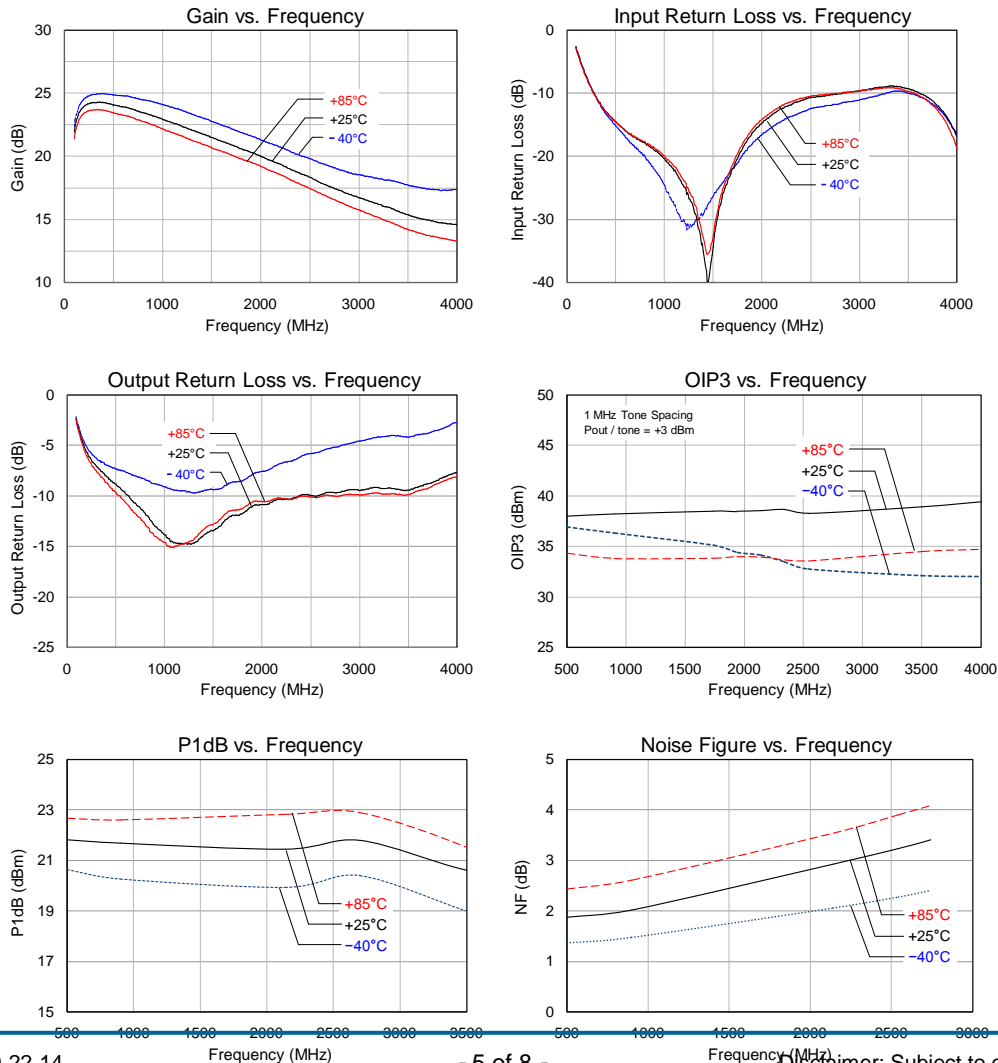 Gain vs. Frequency
30
25
20
15
10
Gain (dB)
+85°C
+25°C
- 40°C
0 1000 2000 3000 4000
Frequency (MHz)
Input Return Loss vs. Frequency
0
-10
-20
-30
-40
Input Return Loss (dB)
+85°C
+25°C
- 40°C
0 1000 2000 3000 4000
Frequency (MHz)
Output Return Loss vs. Frequency
0
-5
-10
-15
-20
-25
Output Return Loss (dB)
+85°C
+25°C
- 40°C
0 1000 2000 3000 4000
Frequency (MHz)
OIP3 vs. Frequency
50
45
40
35
30
25
OIP3 (dBm)
1 MHz Tone Spacing
Pout / tone = +3 dBm
+85°C
+25°C
−40°C
500 1000 1500 2000 2500 3000 3500 4000
Frequency (MHz)
P1dB vs. Frequency
25
23
21
19
17
15
P1dB (dBm)
+85°C
+25°C
−40°C
500 1000 1500 2000 2500 3000 3500
Frequency (MHz)
Noise Figure vs. Frequency
5
4
3
2
1
0
NF (dB)
+85°C
+25°C
−40°C
500 1000 1500 2000 2500 3000
Frequency (MHz)
22-14
- 5 of 8 -
Disclaimer: Subject to